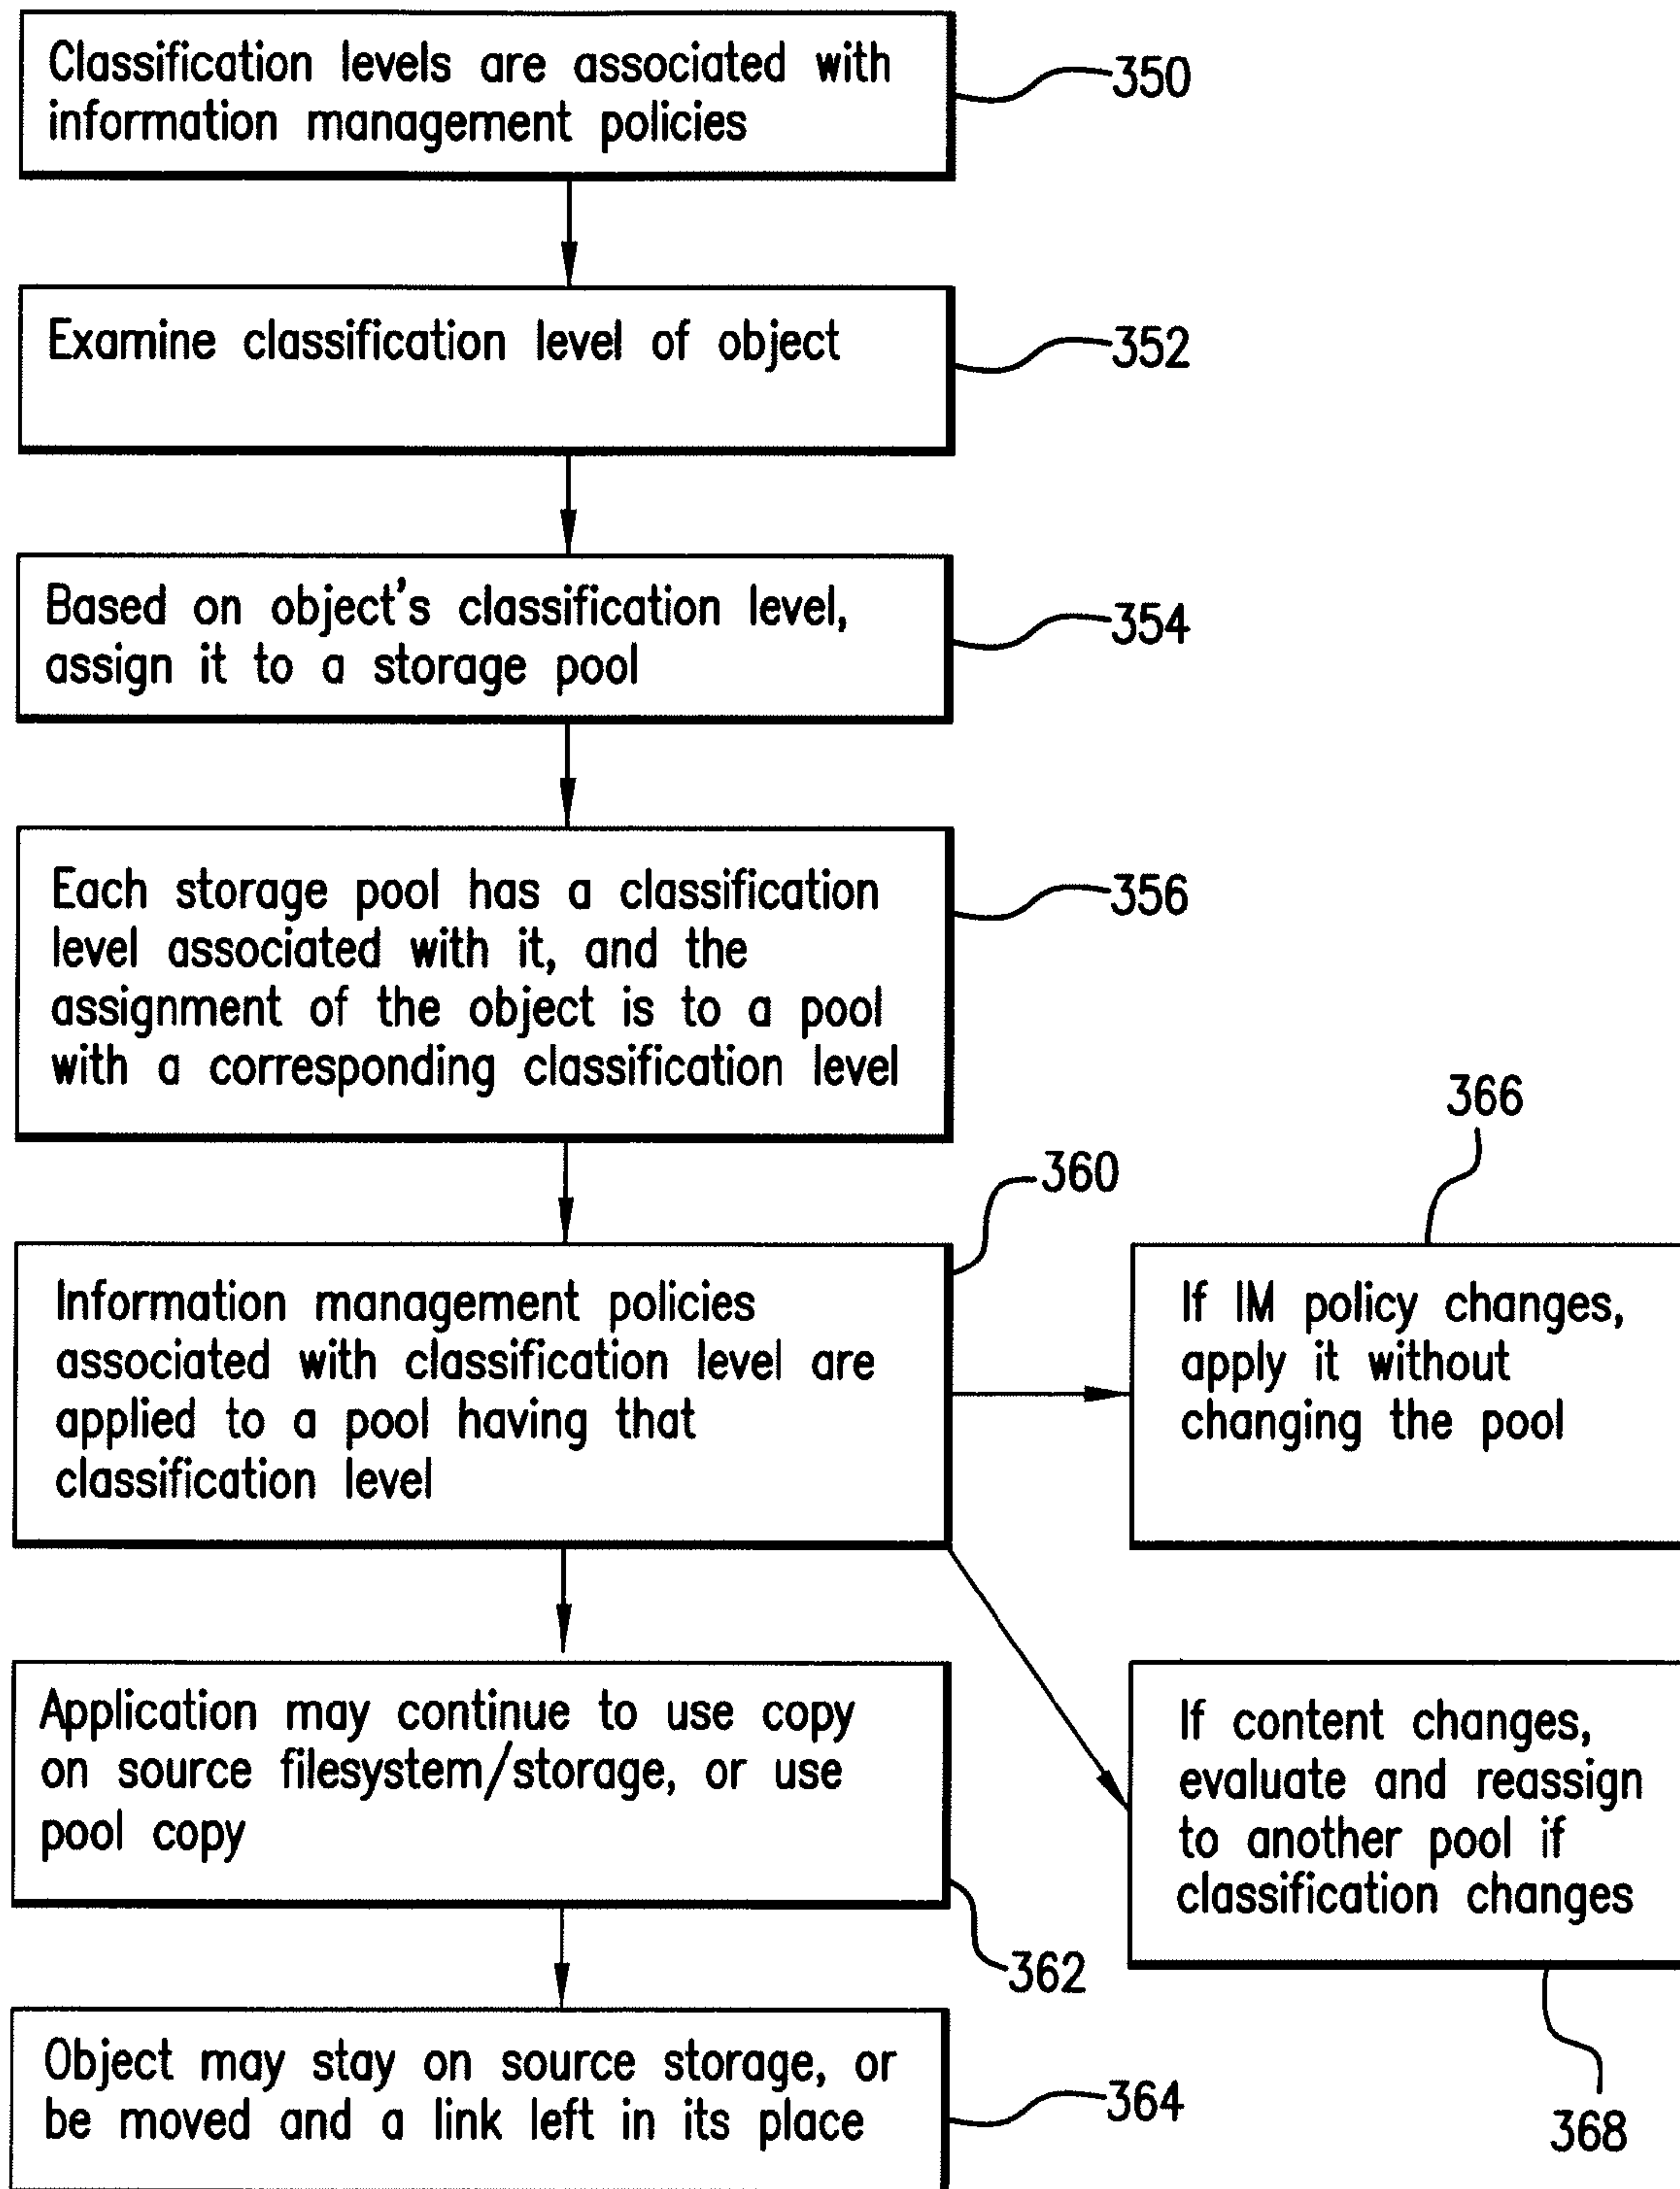 Classification levels are associated with
information management policies
350
Examine classification level of object
352
Based on object's classification level,
assign it to a storage pool
354
Each storage pool has a classification
level associated with it, and the
assignment of the object is to a pool
with a corresponding classification level
356
360
Information management policies
associated with classification level are
applied to a pool having that
classification level
366
If IM policy changes,
apply it without
changing the pool
Application may continue to use copy
on source filesystem/storage, or use
pool copy
362
If content changes,
evaluate and reassign
to another pool if
classification changes
368
Object may stay on source storage, or
be moved and a link left in its place
364